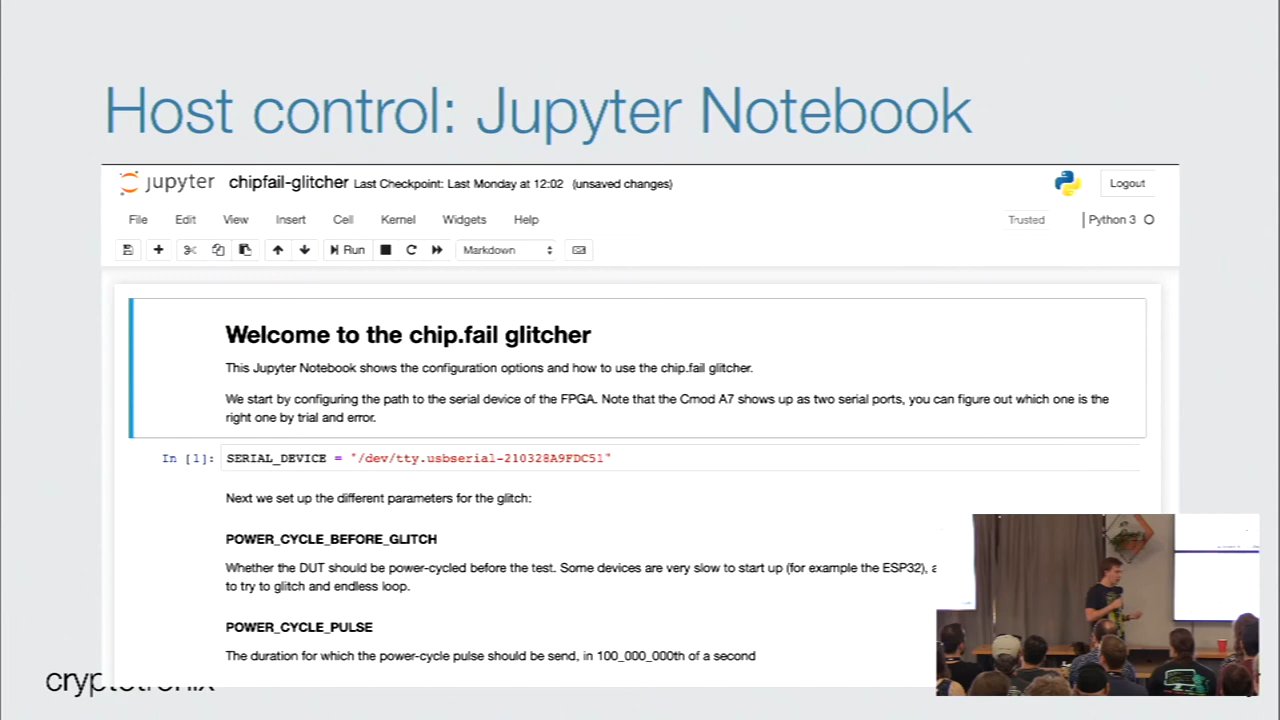 Host control: Jupyter Notebook
jupyter chipfail-glitcher Last Checkpoint: Last Monday at 12:02 (unsaved changes)
Logout
File Edit View Insert Cell Kernel Widgets Help
Trusted Python 3
Run Markdown
Welcome to the chip.fail glitcher
This Jupyter Notebook shows the configuration options and how to use the chip.fail glitcher.
We start by configuring the path to the serial device of the FPGA. Note that the Cmod A7 shows up as two serial ports, you can figure out which one is the
right one by trial and error.
In [1]: SERIAL_DEVICE = "/dev/tty.usbserial-210328A9FDC51"
Next we set up the different parameters for the glitch:
POWER_CYCLE_BEFORE_GLITCH
Whether the DUT should be power-cycled before the test. Some devices are very slow to start up (for example the ESP32),
to try to glitch and endless loop.
POWER_CYCLE_PULSE
The duration for which the power-cycle pulse should be send, in 100_000_000th of a second
cryptotronix